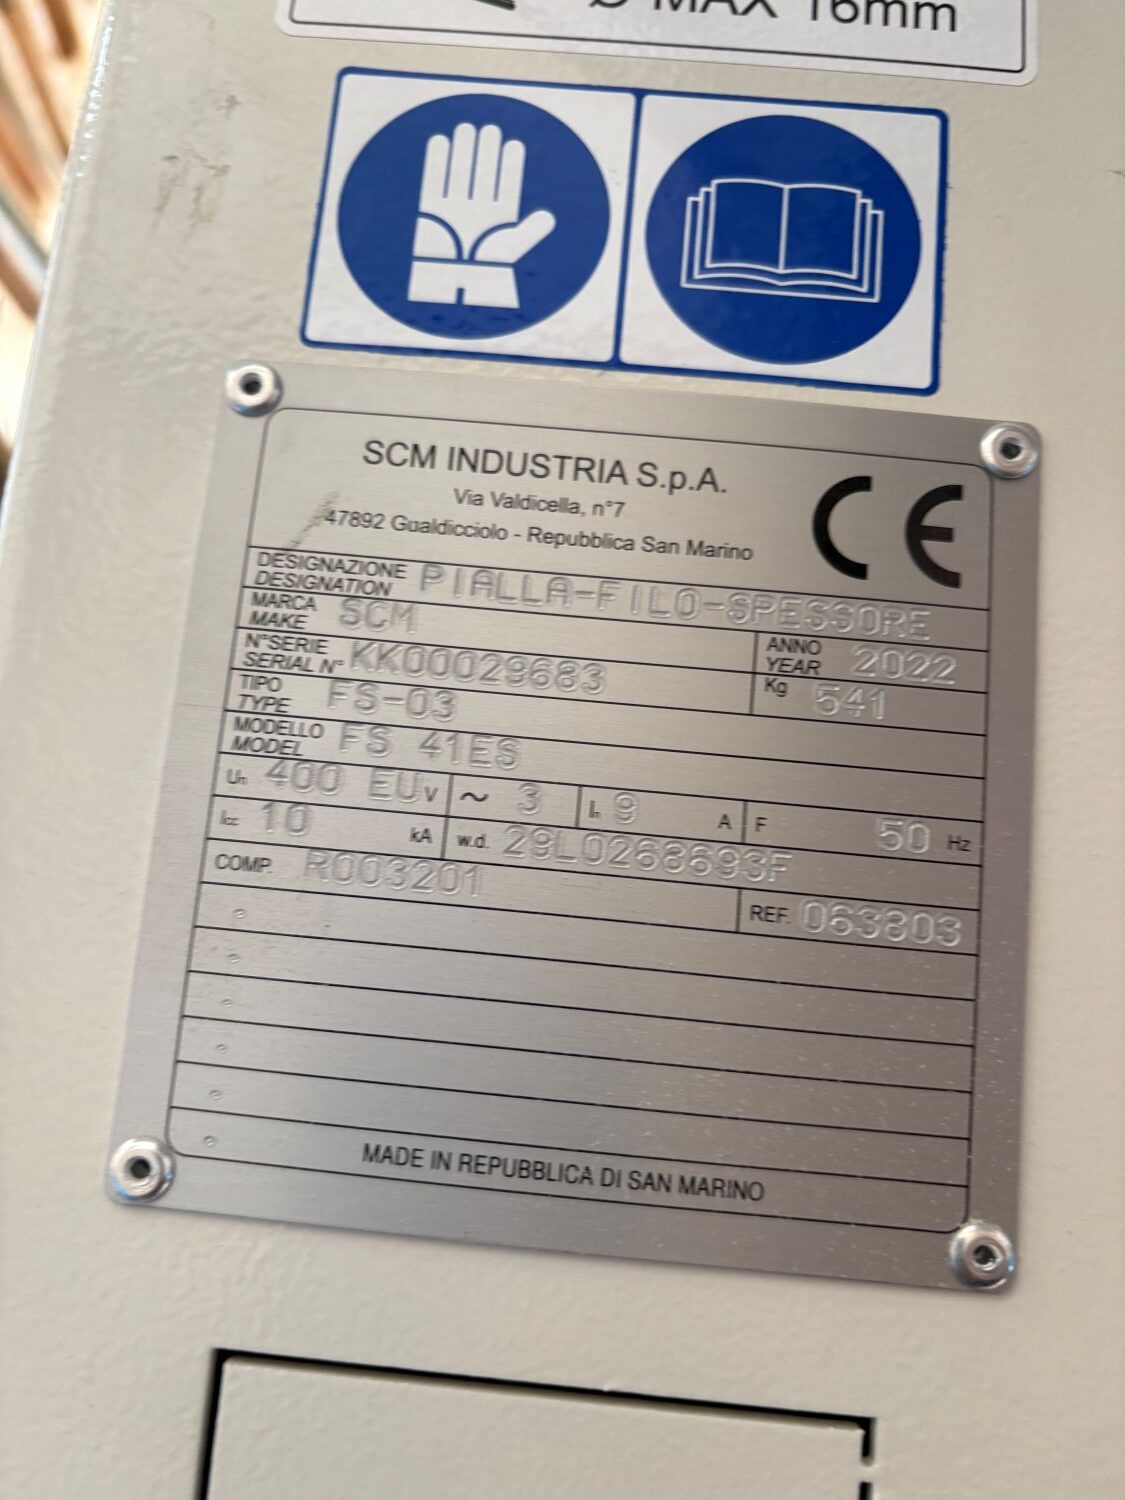 Ø MAX 16mm
SCM INDUSTRIA S.p.A.
Via Valdicella, n°7
47892 Gualdicciolo - Repubblica San Marino
CE
DESIGNAZIONE
DESIGNATION PIALLA-FILO-SPESSORE
MARCA
MAKE SCM
ANNO
YEAR 2022
N°SERIE
SERIAL N° KK00029683
Kg 541
TIPO
TYPE FS-03
MODELLO
MODEL FS 41ES
Un 400 EU V ~ 3 In 9 A F 50 Hz
Icc 10 kA w.d. 29L0268693F
COMP. R003201 REF. 063803
MADE IN REPUBBLICA DI SAN MARINO